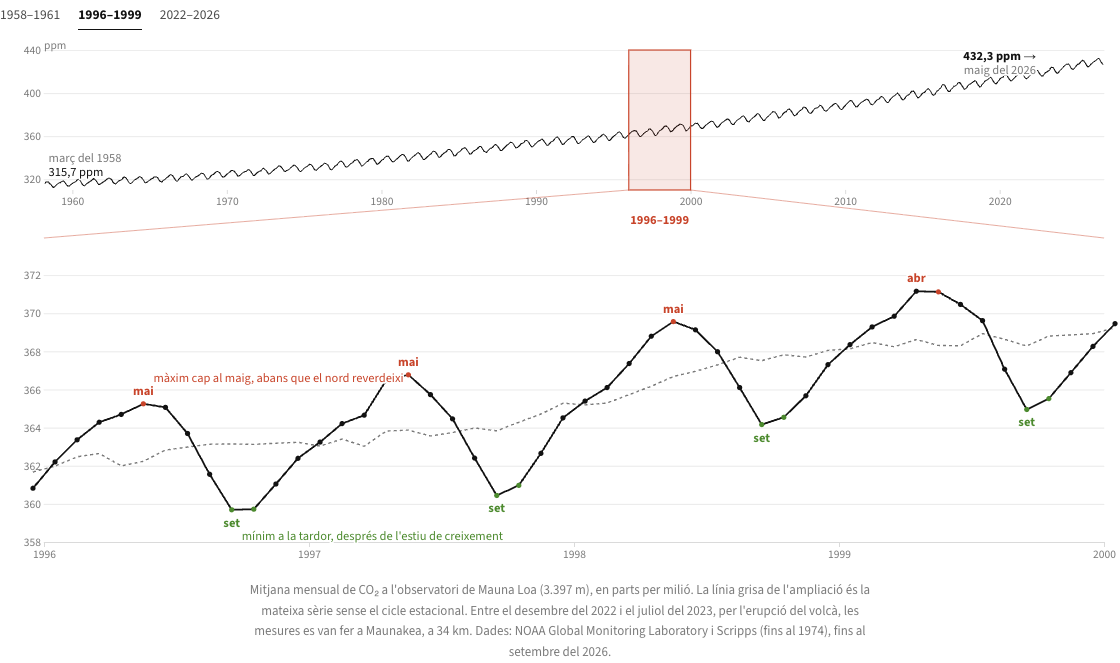 1958–1961 1996–1999 2022–2026
440 ppm
432,3 ppm →
maig del 2026
400
360
març del 1958
315,7 ppm
320
1960 1970 1980 1990 2000 2010 2020
1996–1999
372
abr
370
mai
368
mai
màxim cap al maig, abans que el nord reverdeixi
366
mai
364
set
set
362
360
set
set
mínim a la tardor, després de l'estiu de creixement
358
1996 1997 1998 1999 2000
Mitjana mensual de CO₂ a l'observatori de Mauna Loa (3.397 m), en parts per milió. La línia grisa de l'ampliació és la
mateixa sèrie sense el cicle estacional. Entre el desembre del 2022 i el juliol del 2023, per l'erupció del volcà, les
mesures es van fer a Maunakea, a 34 km. Dades: NOAA Global Monitoring Laboratory i Scripps (fins al 1974), fins al
setembre del 2026.